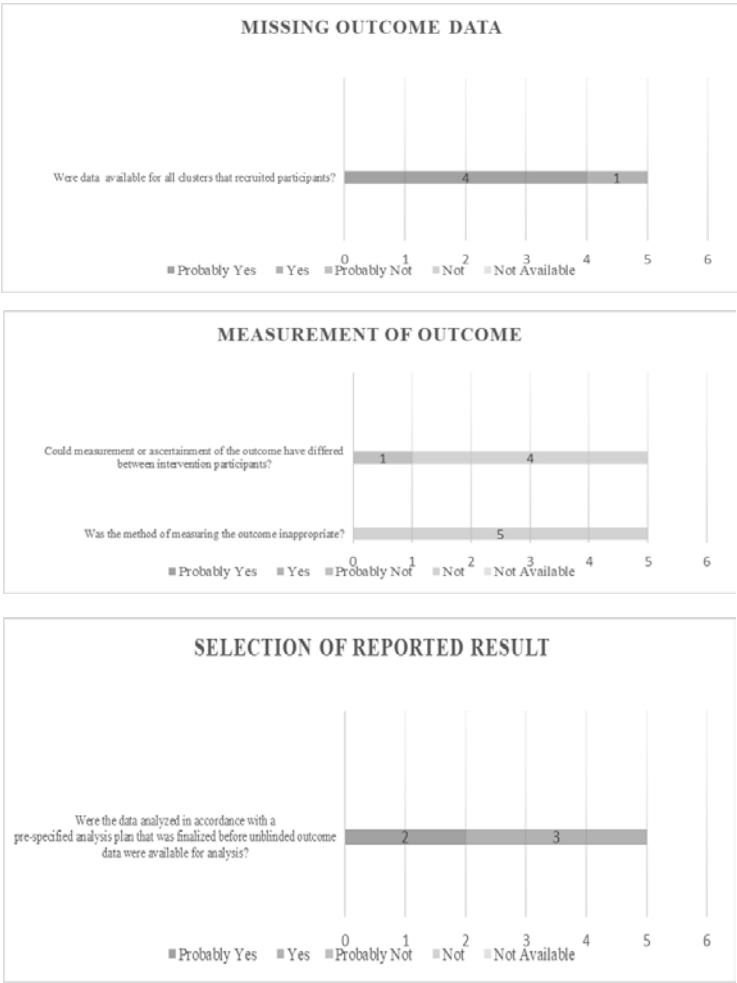 MISSING OUTCOME DATA
Were data available for all clusters that recruited participants?
4 1
0 1 2 3 4 5 6
Probably Yes Yes Probably Not Not Not Available
MEASUREMENT OF OUTCOME
Could measurement or ascertainment of the outcome have differed
between intervention participants?
1 4
Was the method of measuring the outcome inappropriate?
5
0 1 2 3 4 5 6
Probably Yes Yes Probably Not Not Not Available
SELECTION OF REPORTED RESULT
Were the data analyzed in accordance with a
pre-specified analysis plan that was finalized before unblinded outcome
data were available for analysis?
2 3
0 1 2 3 4 5 6
Probably Yes Yes Probably Not Not Not Available